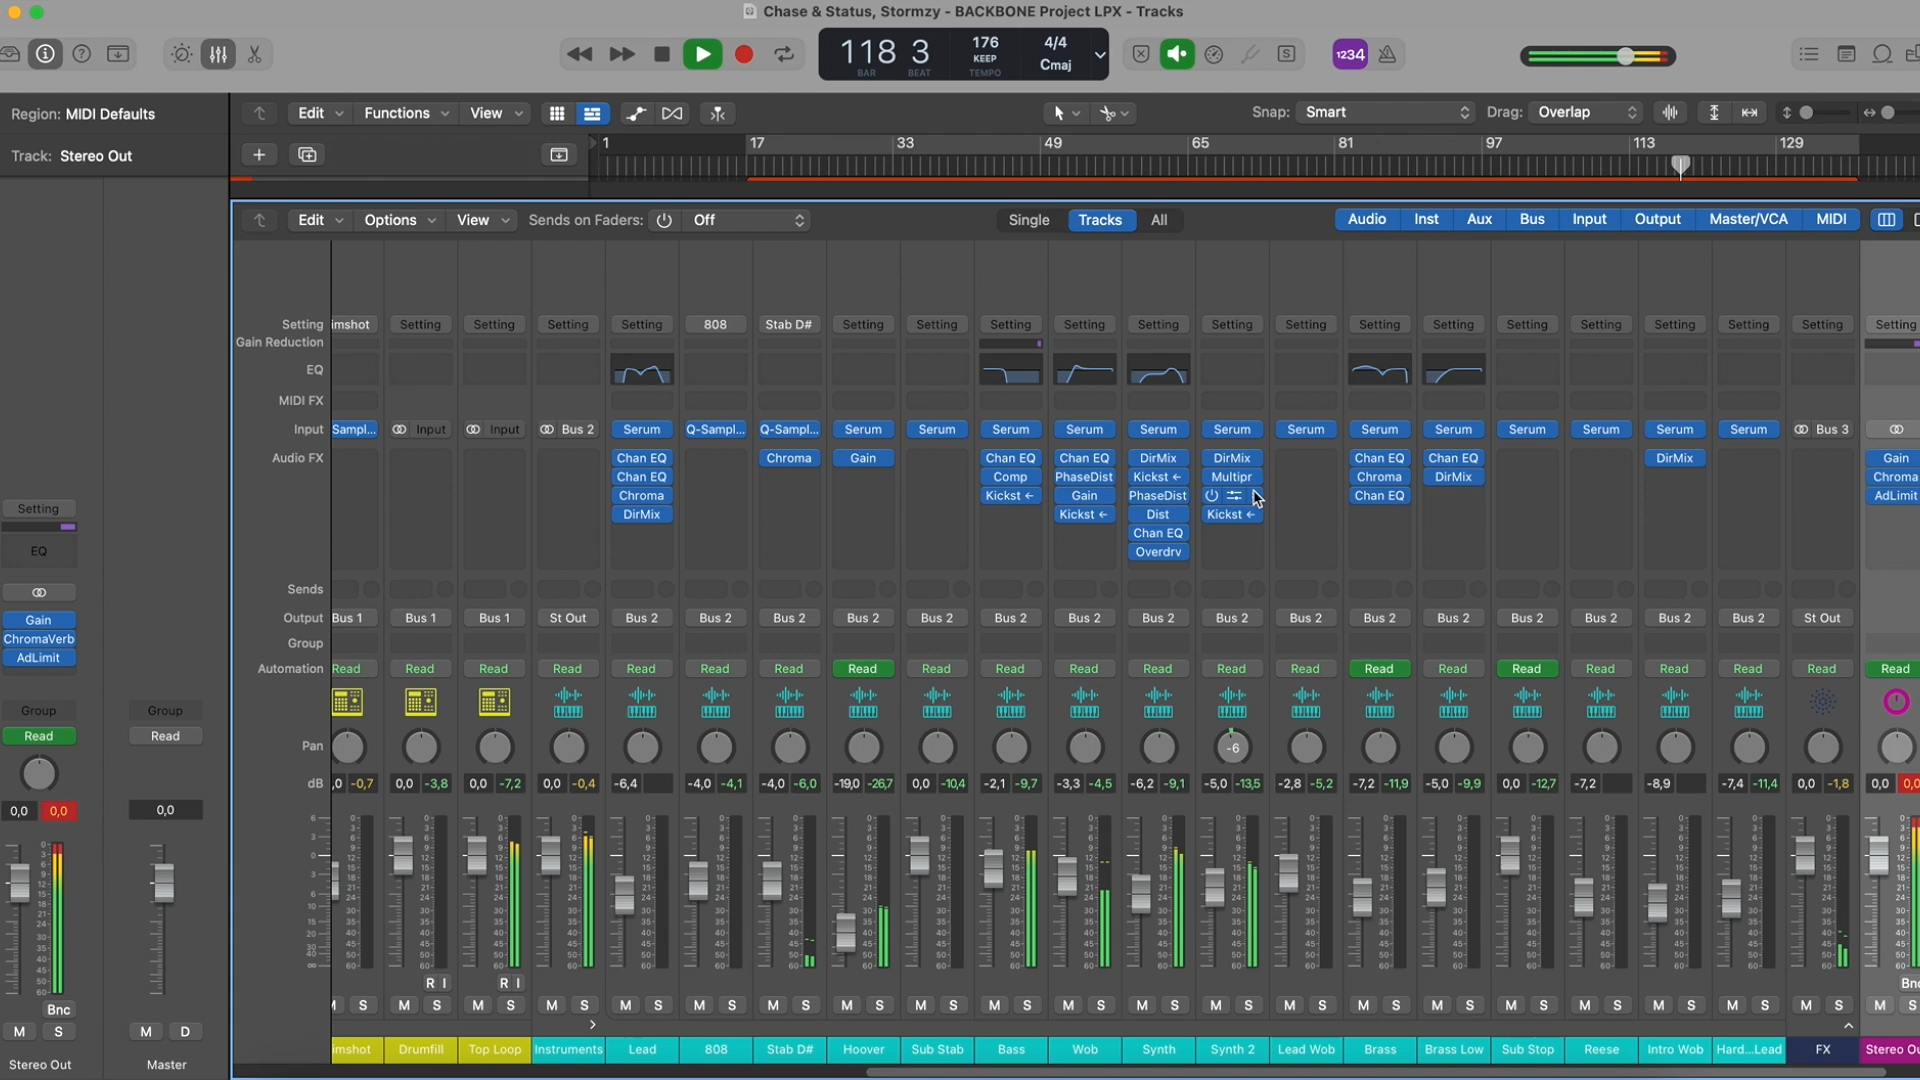 Chase & Status, Stormzy - BACKBONE Project LPX - Tracks
118 3 176 KEEP 4/4 Cmaj
BAR BEAT TEMPO
1234
Region: MIDI Defaults
Edit Functions View Snap: Smart Drag: Overlap
Track: Stereo Out
1 17 33 49 65 81 97 113 129
Edit Options View Sends on Faders: Off Single Tracks All Audio Inst Aux Bus Input Output Master/VCA MIDI
Setting imshot Setting Setting Setting Setting 808 Stab D# Setting Setting Setting Setting Setting Setting Setting Setting Setting Setting Setting Setting Setting Setting Setting
Gain Reduction
EQ
MIDI FX
Input Sampl... Input Input Bus 2 Serum Q-Sampl... Q-Sampl... Serum Serum Serum Serum Serum Serum Serum Serum Serum Serum Serum Serum Serum Bus 3
Audio FX Chan EQ Chroma Gain Chan EQ Chan EQ DirMix DirMix Chan EQ Chan EQ DirMix Gain
Chan EQ Comp PhaseDist Kickst ← Multipr Chroma DirMix Chroma
Chroma Kickst ← Gain PhaseDist Chan EQ AdLimit
DirMix Kickst ← Dist Kickst ←
Chan EQ
Overdrv
Setting
EQ
Gain
ChromaVerb
AdLimit
Sends
Output Bus 1 Bus 1 Bus 1 St Out Bus 2 Bus 2 Bus 2 Bus 2 Bus 2 Bus 2 Bus 2 Bus 2 Bus 2 Bus 2 Bus 2 Bus 2 Bus 2 Bus 2 Bus 2 Bus 2 St Out
Group
Automation Read Read Read Read Read Read Read Read Read Read Read Read Read Read Read Read Read Read Read Read Read Read
Group Group
Read Read
Pan -6
dB ,0 -0,7 0,0 -3,8 0,0 -7,2 0,0 -0,4 -6,4 -4,0 -4,1 -4,0 -6,0 -19,0 -26,7 0,0 -10,4 -2,1 -9,7 -3,3 -4,5 -6,2 -9,1 -5,0 -13,5 -2,8 -5,2 -7,2 -11,9 -5,0 -9,9 0,0 -12,7 -7,2 -8,9 -7,4 -11,4 0,0 -1,8 0,0 0,0
0,0 0,0 0,0
R I R I Bnc
Bnc
M S M S M S M S M S M S M S M S M S M S M S M S M S M S M S M S M S M S M S M S M S
M S M D
imshot Drumfill Top Loop Instruments Lead 808 Stab D# Hoover Sub Stab Bass Wob Synth Synth 2 Lead Wob Brass Brass Low Sub Stop Reese Intro Wob Hard...Lead FX Stereo Ou
Stereo Out Master